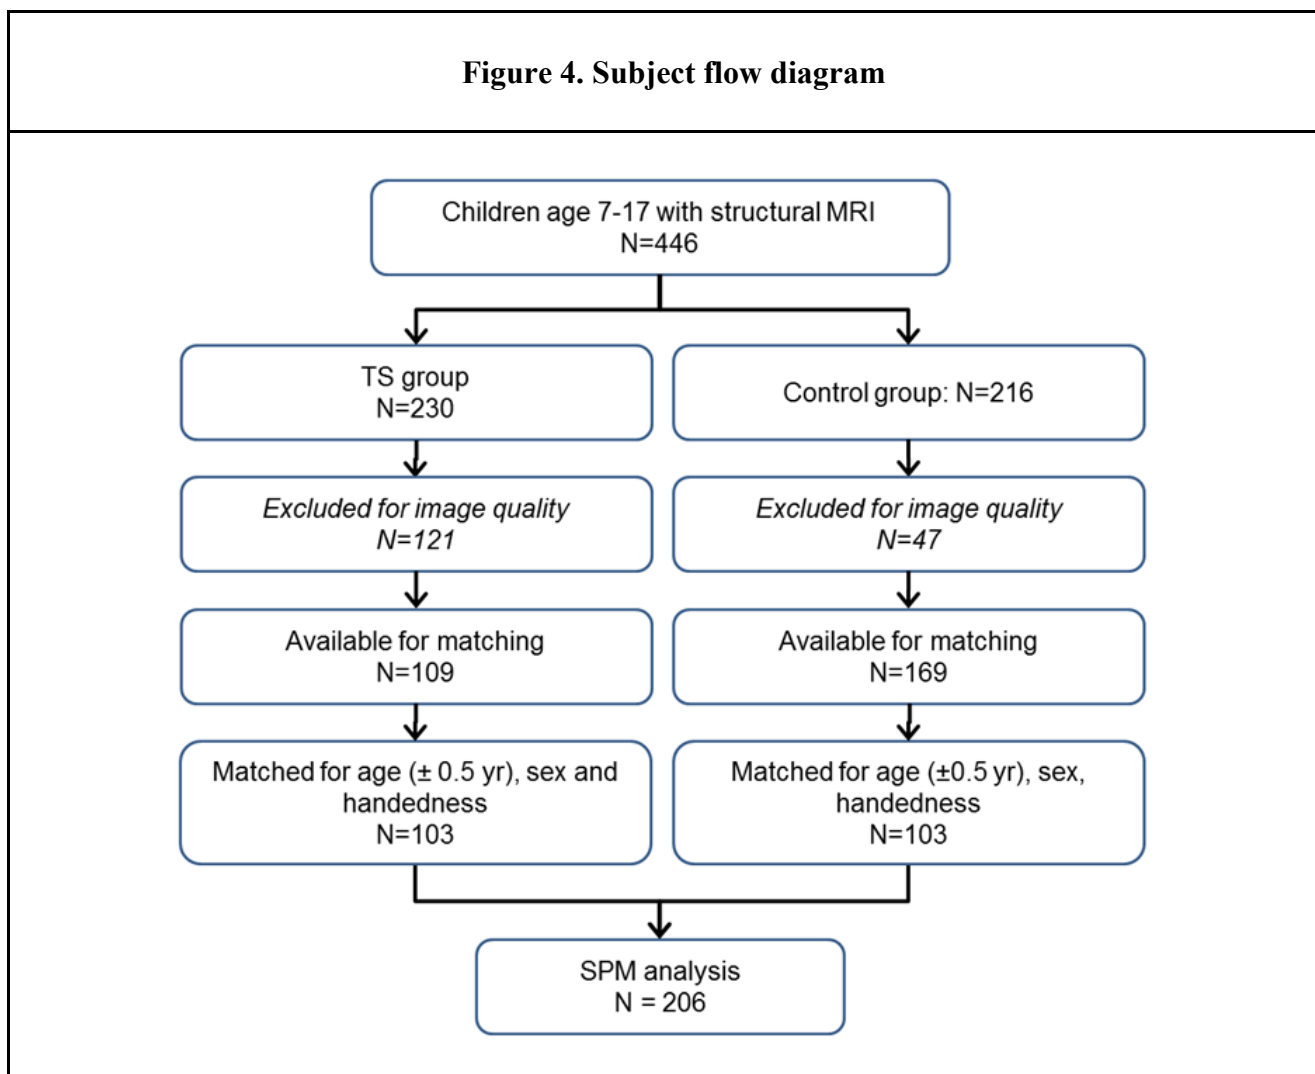 Figure 4. Subject flow diagram
Children age 7-17 with structural MRI
N=446
TS group
N=230
Control group: N=216
Excluded for image quality
N=121
Excluded for image quality
N=47
Available for matching
N=109
Available for matching
N=169
Matched for age (± 0.5 yr), sex and
handedness
N=103
Matched for age (±0.5 yr), sex,
handedness
N=103
SPM analysis
N = 206